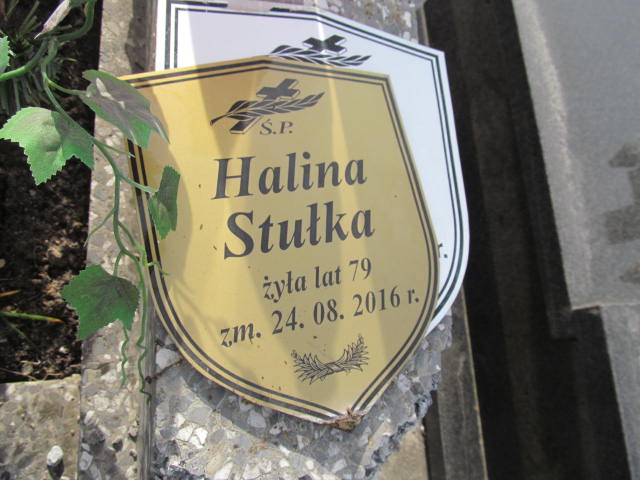 Ś.P.
Halina
Stułka
żyła lat 79
zm. 24. 08. 2016 r.
r.